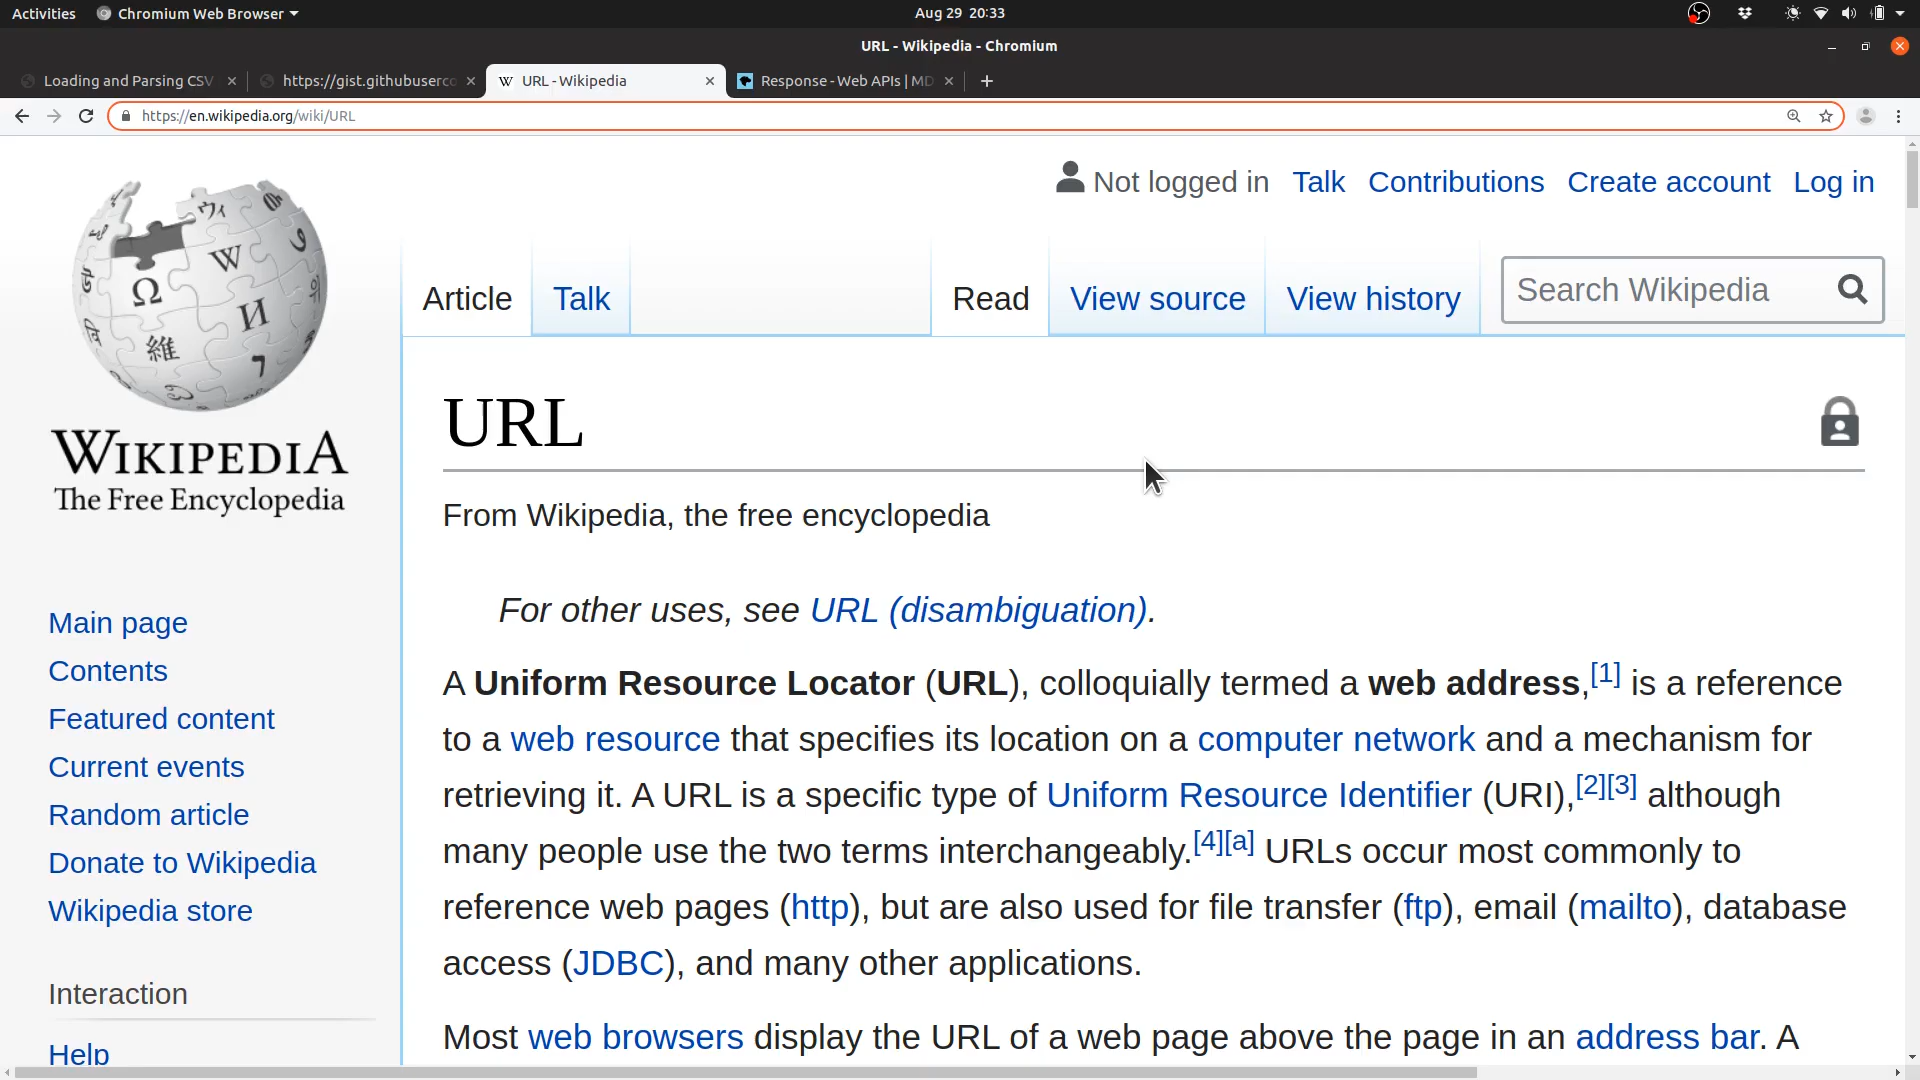 Activities Chromium Web Browser Aug 29 20:33
URL - Wikipedia - Chromium
Loading and Parsing CSV https://gist.githubuserco URL - Wikipedia Response - Web APIs | MD
https://en.wikipedia.org/wiki/URL
Not logged in Talk Contributions Create account Log in
Article Talk Read View source View history Search Wikipedia
WIKIPEDIA
The Free Encyclopedia
Main page
Contents
Featured content
Current events
Random article
Donate to Wikipedia
Wikipedia store
Interaction
Help
URL
From Wikipedia, the free encyclopedia
For other uses, see URL (disambiguation).
A Uniform Resource Locator (URL), colloquially termed a web address,[1] is a reference
to a web resource that specifies its location on a computer network and a mechanism for
retrieving it. A URL is a specific type of Uniform Resource Identifier (URI),[2][3] although
many people use the two terms interchangeably.[4][a] URLs occur most commonly to
reference web pages (http), but are also used for file transfer (ftp), email (mailto), database
access (JDBC), and many other applications.
Most web browsers display the URL of a web page above the page in an address bar. A